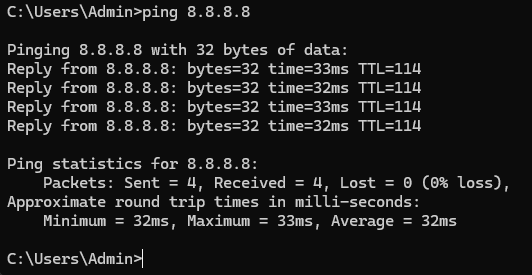 C:\Users\Admin>ping 8.8.8.8
Pinging 8.8.8.8 with 32 bytes of data:
Reply from 8.8.8.8: bytes=32 time=33ms TTL=114
Reply from 8.8.8.8: bytes=32 time=32ms TTL=114
Reply from 8.8.8.8: bytes=32 time=33ms TTL=114
Reply from 8.8.8.8: bytes=32 time=32ms TTL=114
Ping statistics for 8.8.8.8:
    Packets: Sent = 4, Received = 4, Lost = 0 (0% loss),
Approximate round trip times in milli-seconds:
    Minimum = 32ms, Maximum = 33ms, Average = 32ms
C:\Users\Admin>